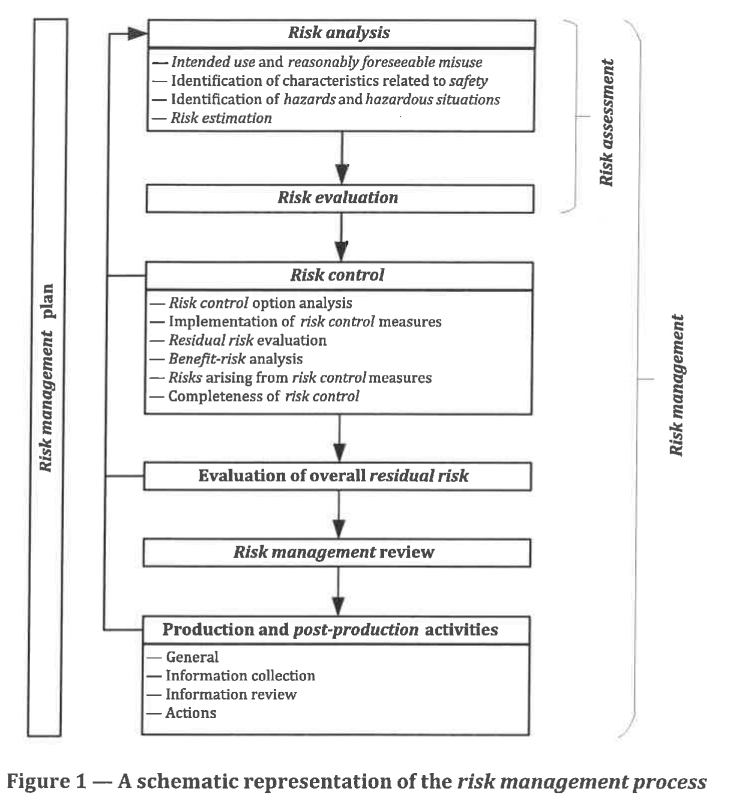 Risk analysis
— Intended use and reasonably foreseeable misuse
— Identification of characteristics related to safety
— Identification of hazards and hazardous situations
— Risk estimation
Risk evaluation
Risk assessment
Risk control
— Risk control option analysis
— Implementation of risk control measures
— Residual risk evaluation
— Benefit-risk analysis
— Risks arising from risk control measures
— Completeness of risk control
Evaluation of overall residual risk
Risk management review
Production and post-production activities
— General
— Information collection
— Information review
— Actions
Risk management plan
Risk management
Figure 1 — A schematic representation of the risk management process